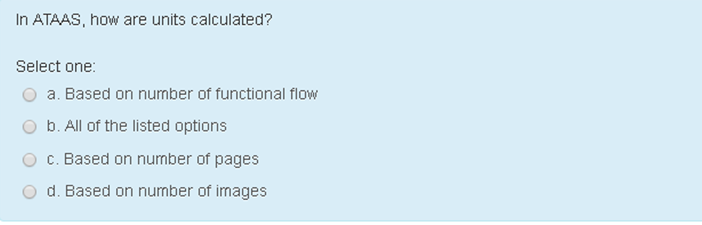 In ATAAS, how are units calculated?
Select one:
a. Based on number of functional flow
b. All of the listed options
c. Based on number of pages
d. Based on number of images